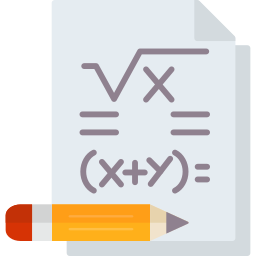 √x
= =
(x+y)=